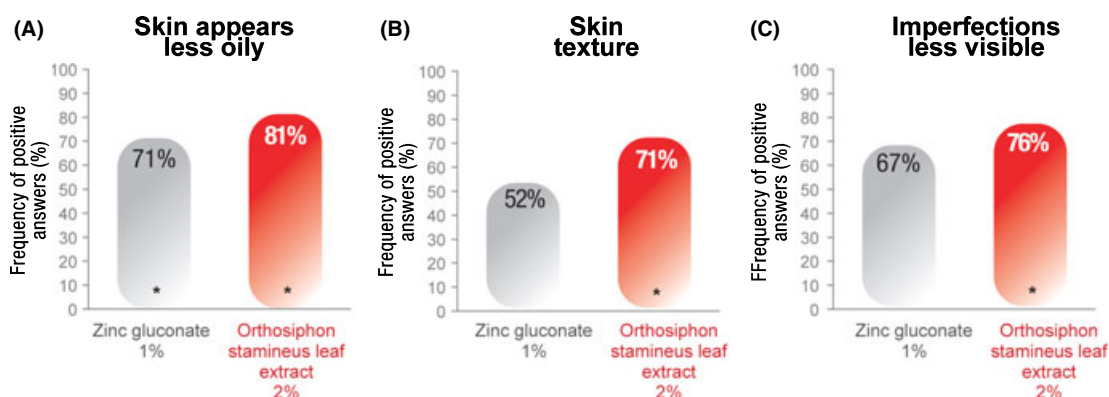 (A)
Skin appears
less oily
Frequency of positive
answers (%)
100
90
80
70
60
50
40
30
20
10
0
71%
81%
*
*
Zinc gluconate
1%
Orthosiphon
stamineus leaf
extract
2%
(B)
Skin
texture
Frequency of positive
answers (%)
100
90
80
70
60
50
40
30
20
10
0
52%
71%
*
Zinc gluconate
1%
Orthosiphon
stamineus leaf
extract
2%
(C)
Imperfections
less visible
FFrequency of positive
answers (%)
100
90
80
70
60
50
40
30
20
10
0
67%
76%
*
Zinc gluconate
1%
Orthosiphon
stamineus leaf
extract
2%